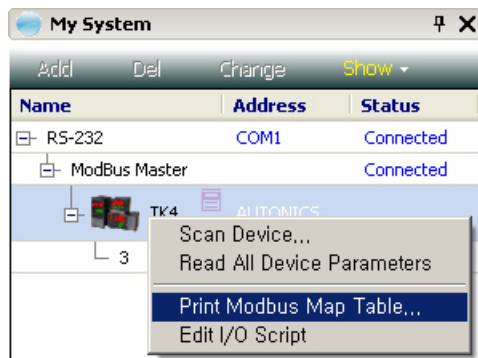 My System
Add Del Change Show
Name Address Status
RS-232 COM1 Connected
ModBus Master Connected
TK4 AUTONICS
Scan Device...
3
Read All Device Parameters
Print Modbus Map Table...
Edit I/O Script